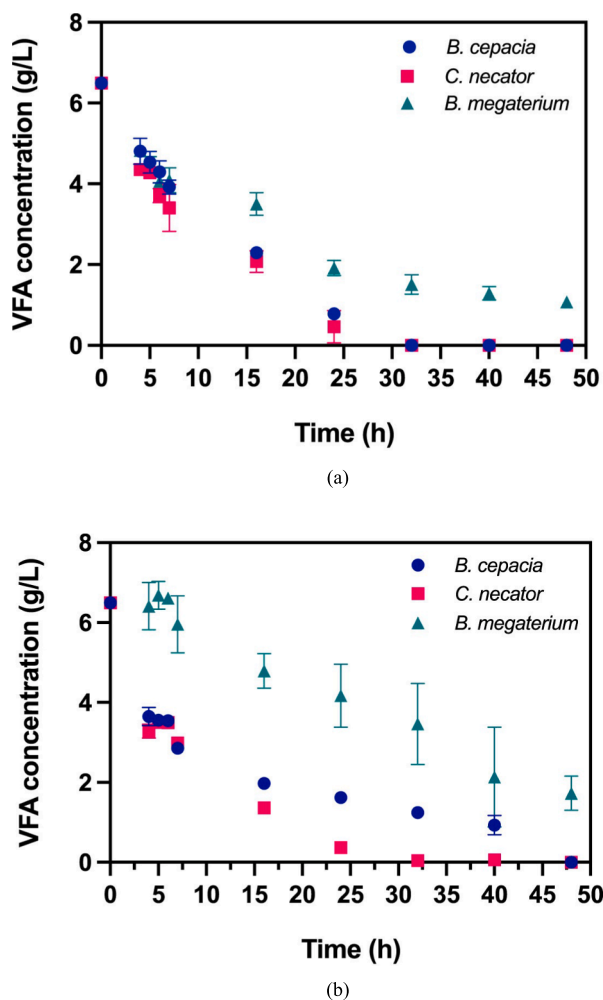 8
6
4
2
0
VFA concentration (g/L)
B. cepacia
C. necator
B. megaterium
0 5 10 15 20 25 30 35 40 45 50
Time (h)
(a)
8
6
4
2
0
VFA concentration (g/L)
B. cepacia
C. necator
B. megaterium
0 5 10 15 20 25 30 35 40 45 50
Time (h)
(b)